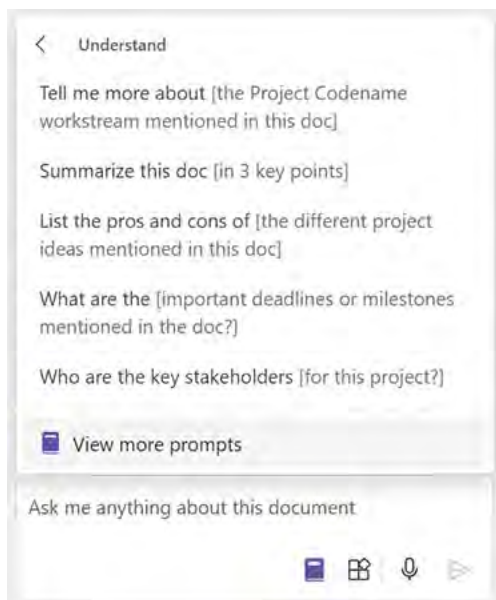 Understand
Tell me more about [the Project Codename
workstream mentioned in this doc]
Summarize this doc [in 3 key points]
List the pros and cons of [the different project
ideas mentioned in this doc]
What are the [important deadlines or milestones
mentioned in the doc?]
Who are the key stakeholders [for this project?]
View more prompts
Ask me anything about this document